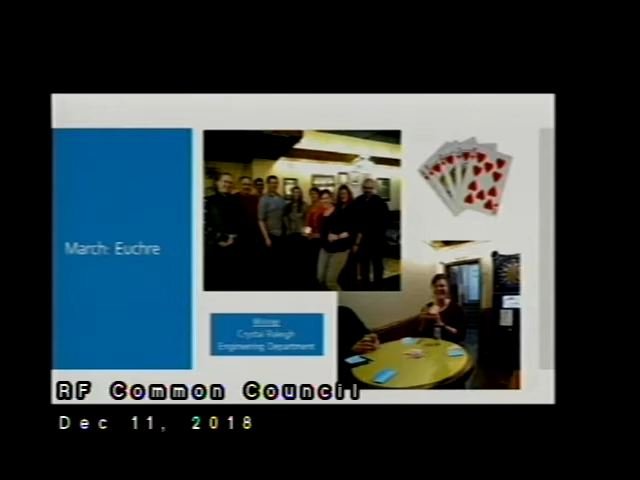 March: Euchre
Winner
Crystal Raleigh
Engineering Department
RF Common Council
Dec 11, 2018